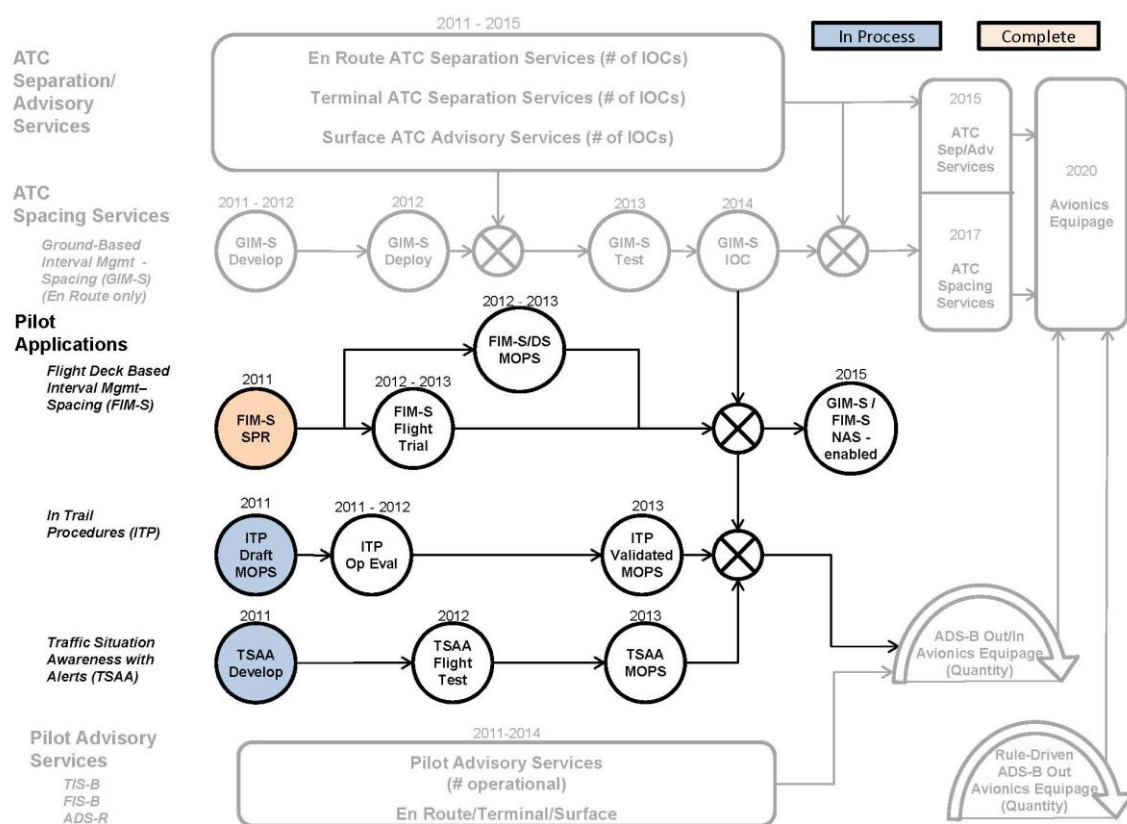 2011 - 2015
In Process
Complete
ATC
Separation/
Advisory
Services
En Route ATC Separation Services (# of IOCs)
Terminal ATC Separation Services (# of IOCs)
Surface ATC Advisory Services (# of IOCs)
2015
ATC
Sep/Adv
Services
2020
Avionics
Equipage
ATC
Spacing Services
Ground-Based
Interval Mgmt -
Spacing (GIM-S)
(En Route only)
2011 - 2012
GIM-S
Develop
2012
GIM-S
Deploy
2013
GIM-S
Test
2014
GIM-S
IOC
2017
ATC
Spacing
Services
Pilot
Applications
Flight Deck Based
Interval Mgmt–
Spacing (FIM-S)
2011
FIM-S
SPR
2012 - 2013
FIM-S/DS
MOPS
2012 - 2013
FIM-S
Flight
Trial
2015
GIM-S /
FIM-S
NAS -
enabled
In Trail
Procedures (ITP)
2011
ITP
Draft
MOPS
2011 - 2012
ITP
Op Eval
2013
ITP
Validated
MOPS
Traffic Situation
Awareness with
Alerts (TSAA)
2011
TSAA
Develop
2012
TSAA
Flight
Test
2013
TSAA
MOPS
ADS-B Out/In
Avionics Equipage
(Quantity)
Pilot Advisory
Services
TIS-B
FIS-B
ADS-R
2011-2014
Pilot Advisory Services
(# operational)
En Route/Terminal/Surface
Rule-Driven
ADS-B Out
Avionics Equipage
(Quantity)